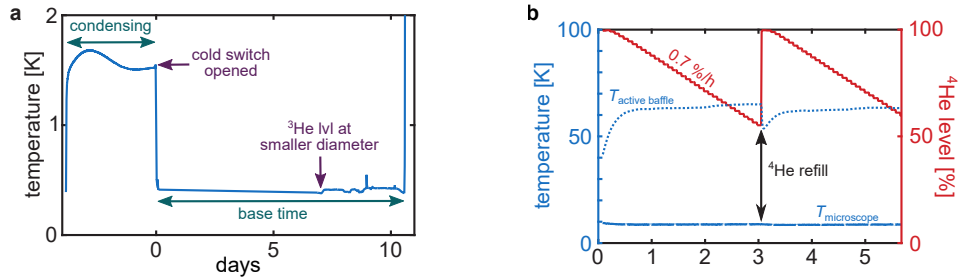 a
2
1
0
temperature [K]
condensing
cold switch
opened
³He lvl at
smaller diameter
base time
0
5
10
days
b
100
50
0
temperature [K]
0.7 %/h
T active baffle
⁴He refill
T microscope
100
50
0
⁴He level [%]
0
1
2
3
4
5